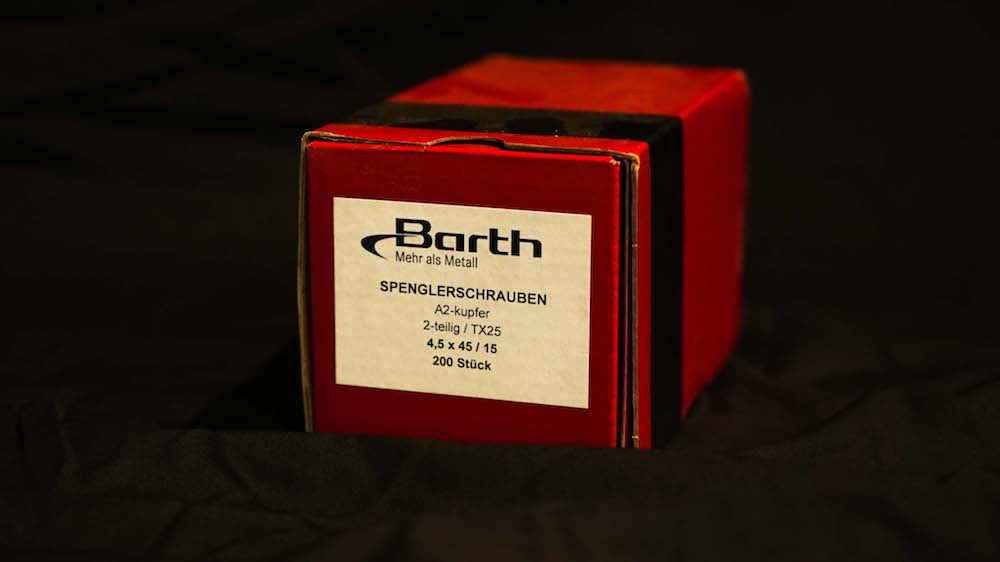 Barth
Mehr als Metall
SPENGLERSCHRAUBEN
A2-kupfer
2-teilig / TX25
4,5 x 45 / 15
200 Stück